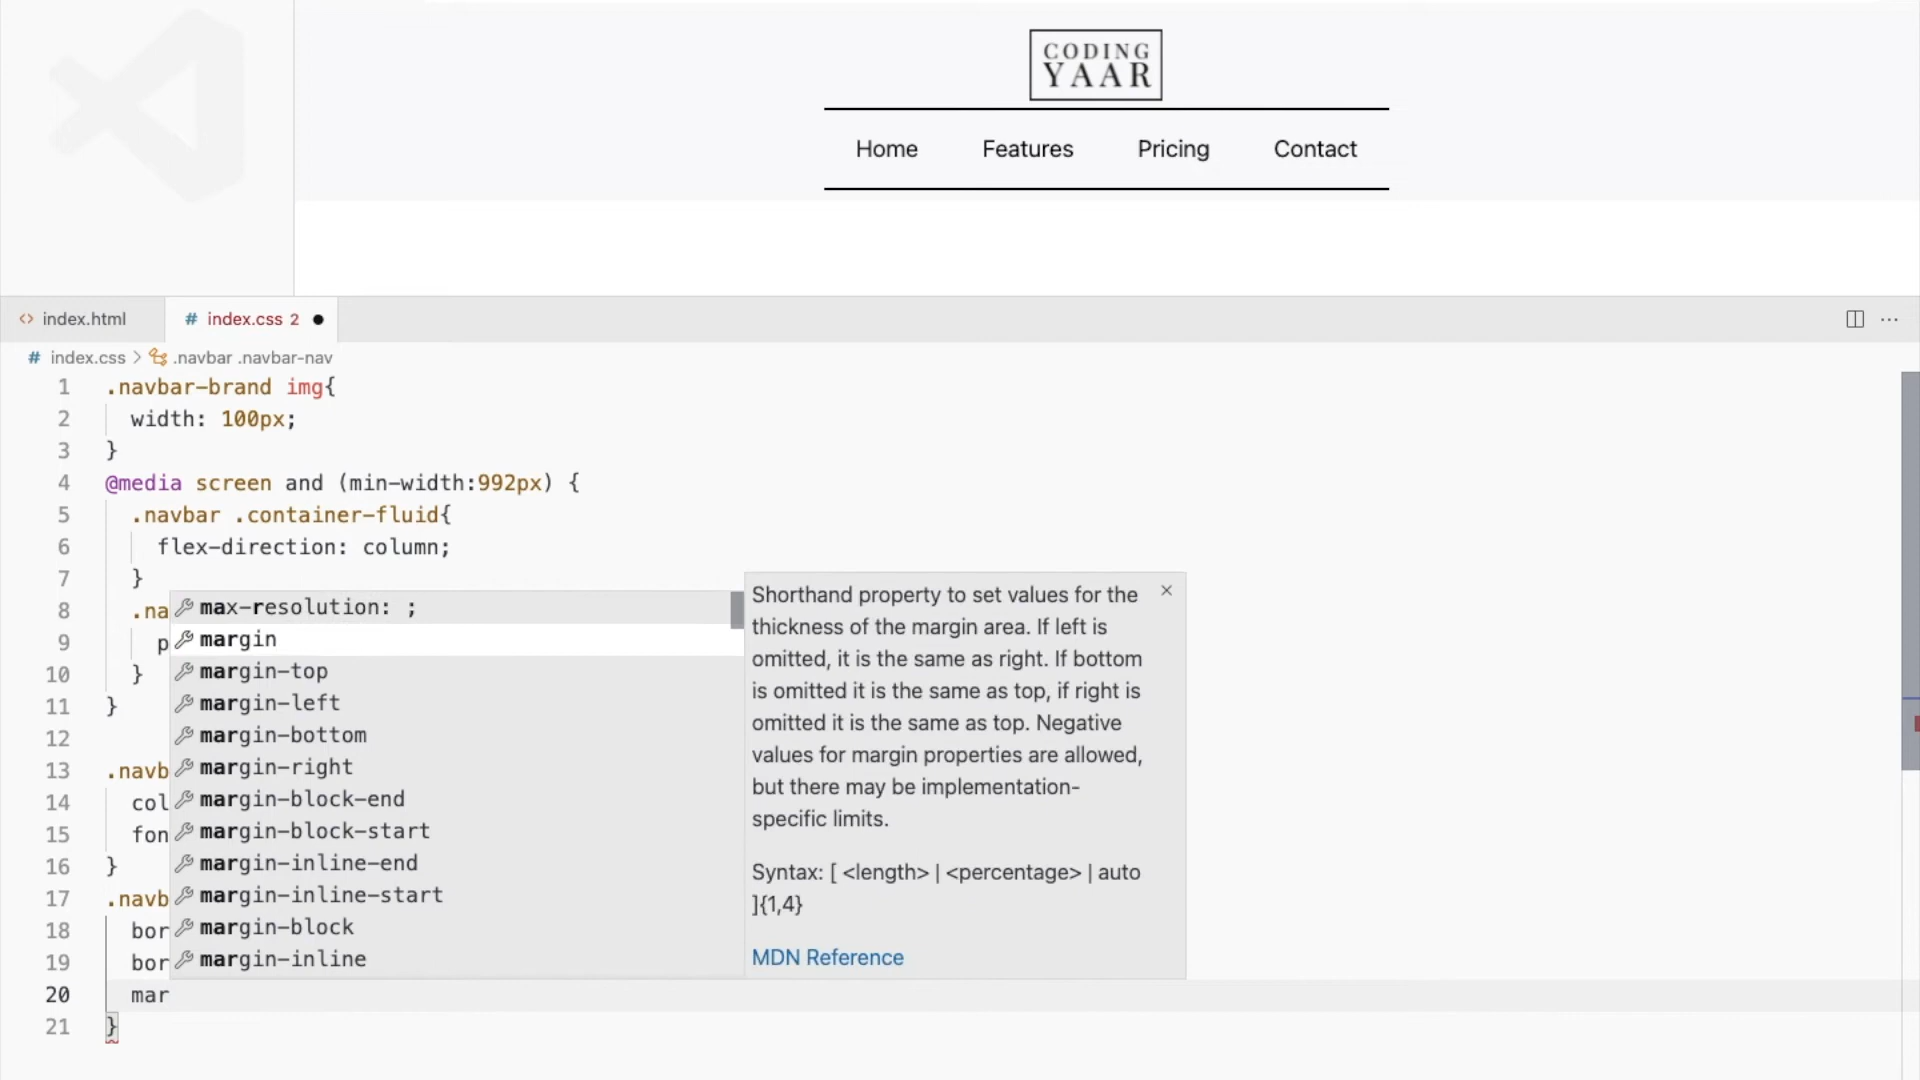 CODING
YAAR
Home Features Pricing Contact
index.html # index.css 2 ● ···
# index.css > .navbar .navbar-nav
1 .navbar-brand img{
2 width: 100px;
3 }
4 @media screen and (min-width:992px) {
5 .navbar .container-fluid{
6 flex-direction: column;
7 }
8 .na
9 p
10 }
11 }
12
13 .navb
14 col
15 fon
16 }
17 .navb
18 bor
19 bor
20 mar
21 }
max-resolution: ;
margin
margin-top
margin-left
margin-bottom
margin-right
margin-block-end
margin-block-start
margin-inline-end
margin-inline-start
margin-block
margin-inline
Shorthand property to set values for the
thickness of the margin area. If left is
omitted, it is the same as right. If bottom
is omitted it is the same as top, if right is
omitted it is the same as top. Negative
values for margin properties are allowed,
but there may be implementation-
specific limits.
Syntax: [ <length> | <percentage> | auto
]{1,4}
MDN Reference